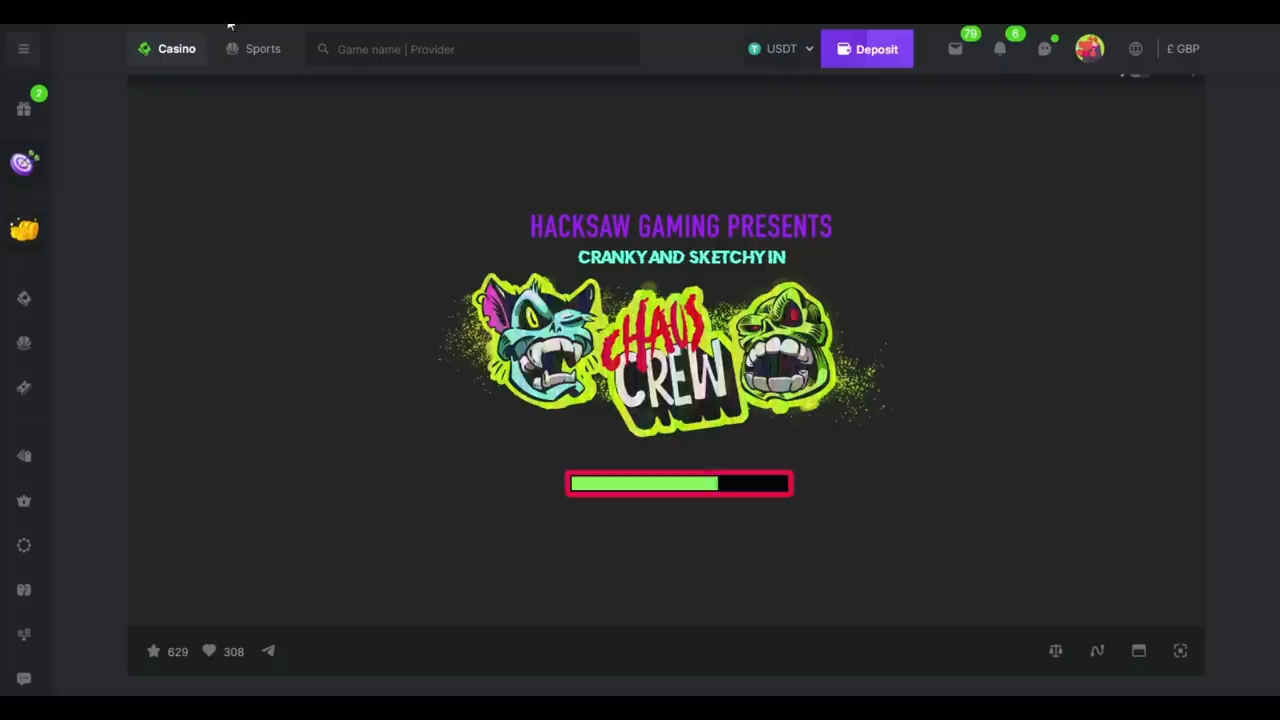 Casino
Sports
Game name | Provider
USDT
Deposit
79
6
£ GBP
2
HACKSAW GAMING PRESENTS
CRANKY AND SKETCHY IN
CHAOS
CREW
629
308